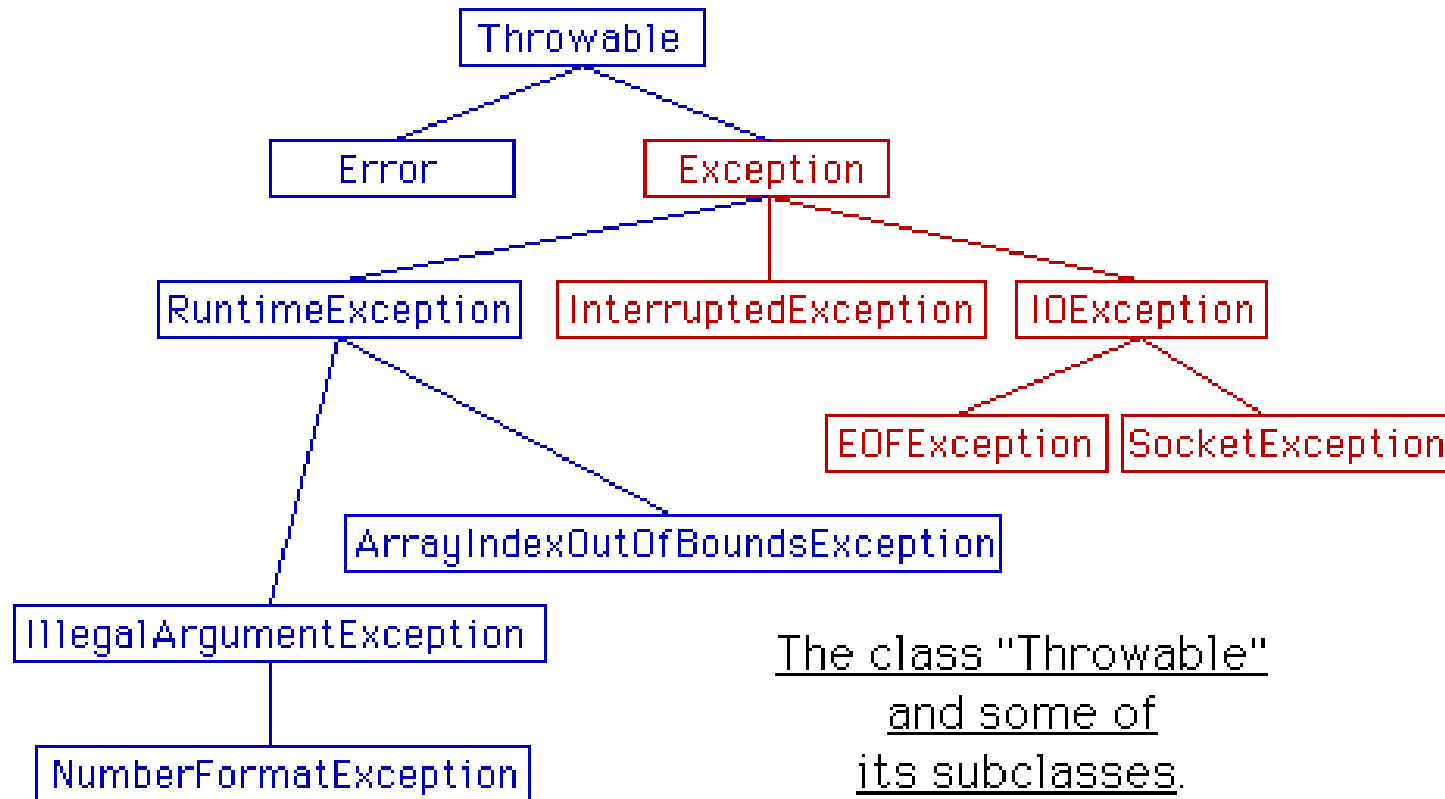 Throwable
Error
Exception
RuntimeException
InterruptedException
IOException
EOFException
SocketException
ArrayIndexOutOfBoundsException
IllegalArgumentException
NumberFormatException
The class "Throwable"
and some of
its subclasses.